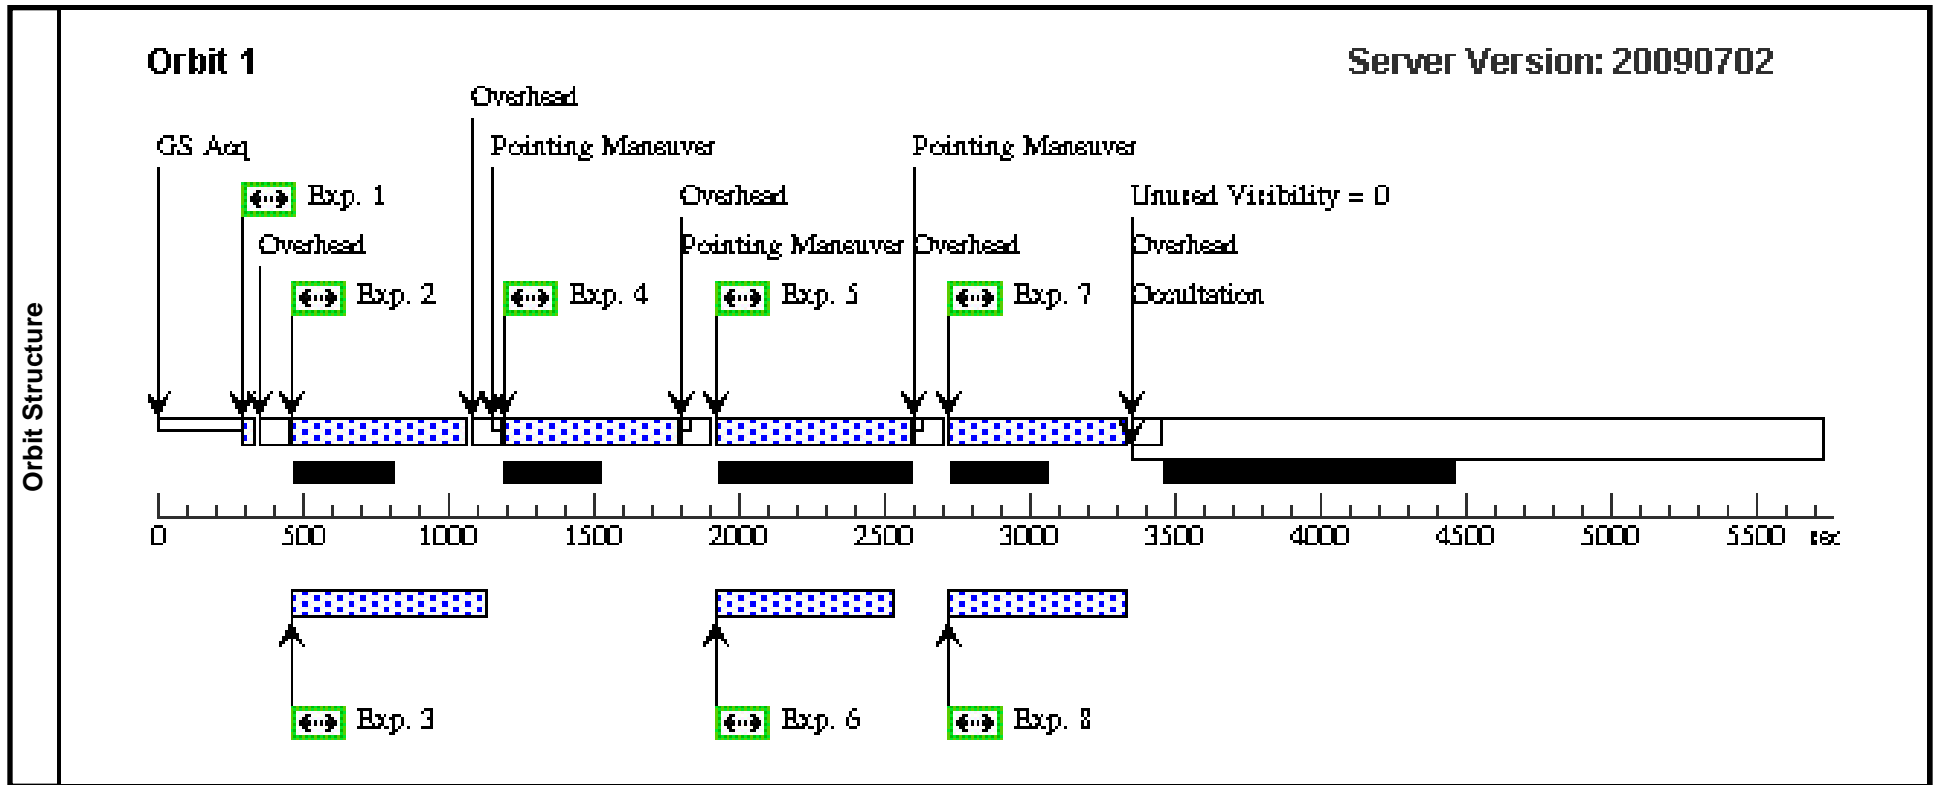 Orbit Structure
Orbit 1
Server Version: 20090702
Overhead
GS Acq
Pointing Maneuver
Pointing Maneuver
Exp. 1
Overhead
Unused Visibility = 0
Overhead
Pointing Maneuver
Overhead
Overhead
Exp. 2
Exp. 4
Exp. 5
Exp. 7
Occultation
0 500 1000 1500 2000 2500 3000 3500 4000 4500 5000 5500 sec
Exp. 3
Exp. 6
Exp. 8